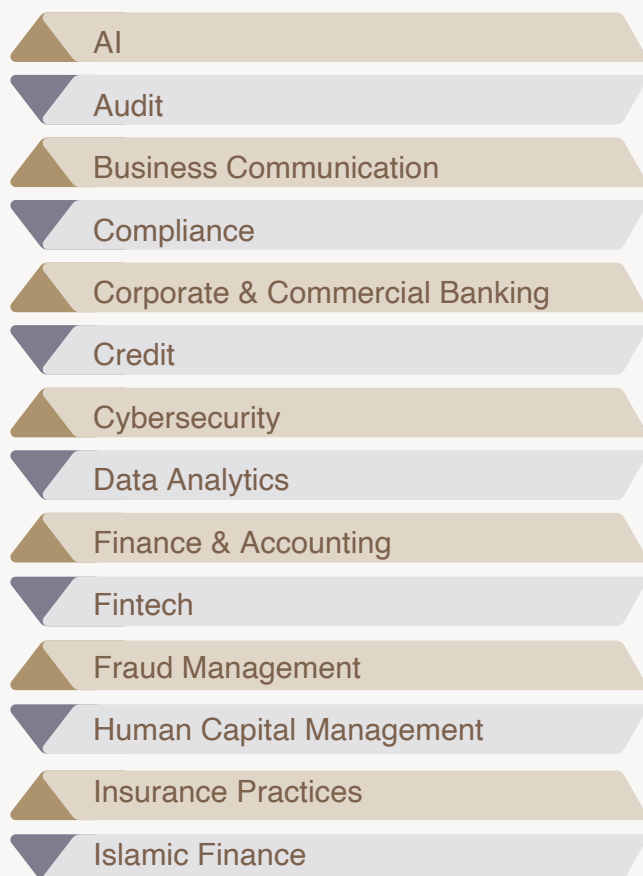 AI
Audit
Business Communication
Compliance
Corporate & Commercial Banking
Credit
Cybersecurity
Data Analytics
Finance & Accounting
Fintech
Fraud Management
Human Capital Management
Insurance Practices
Islamic Finance